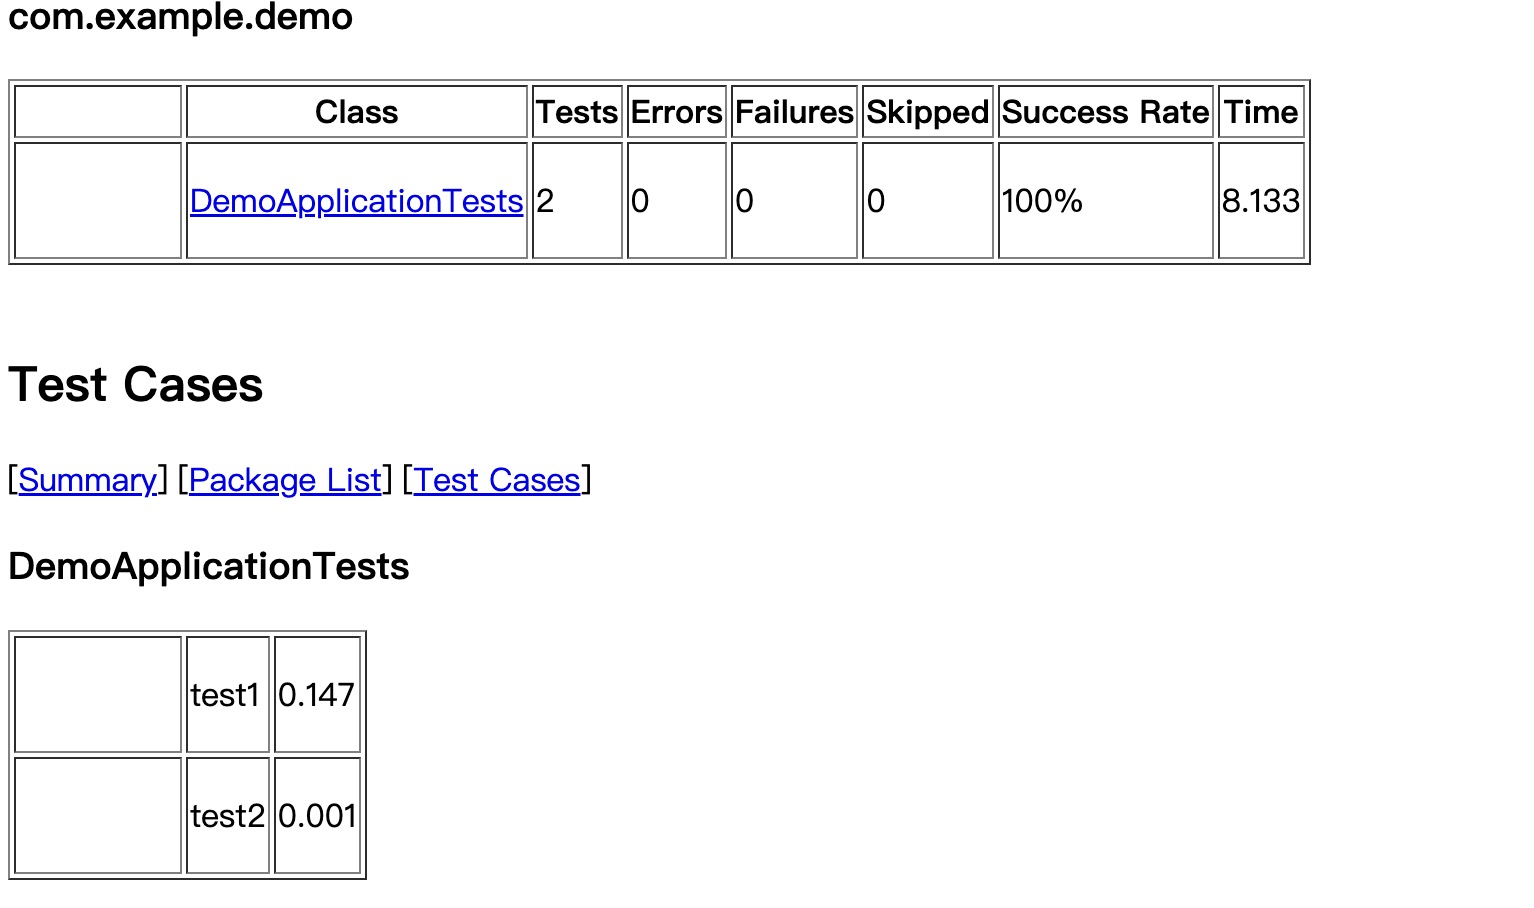 com.example.demo
Class Tests Errors Failures Skipped Success Rate Time
DemoApplicationTests 2 0 0 0 100% 8.133
Test Cases
[Summary] [Package List] [Test Cases]
DemoApplicationTests
test1 0.147
test2 0.001